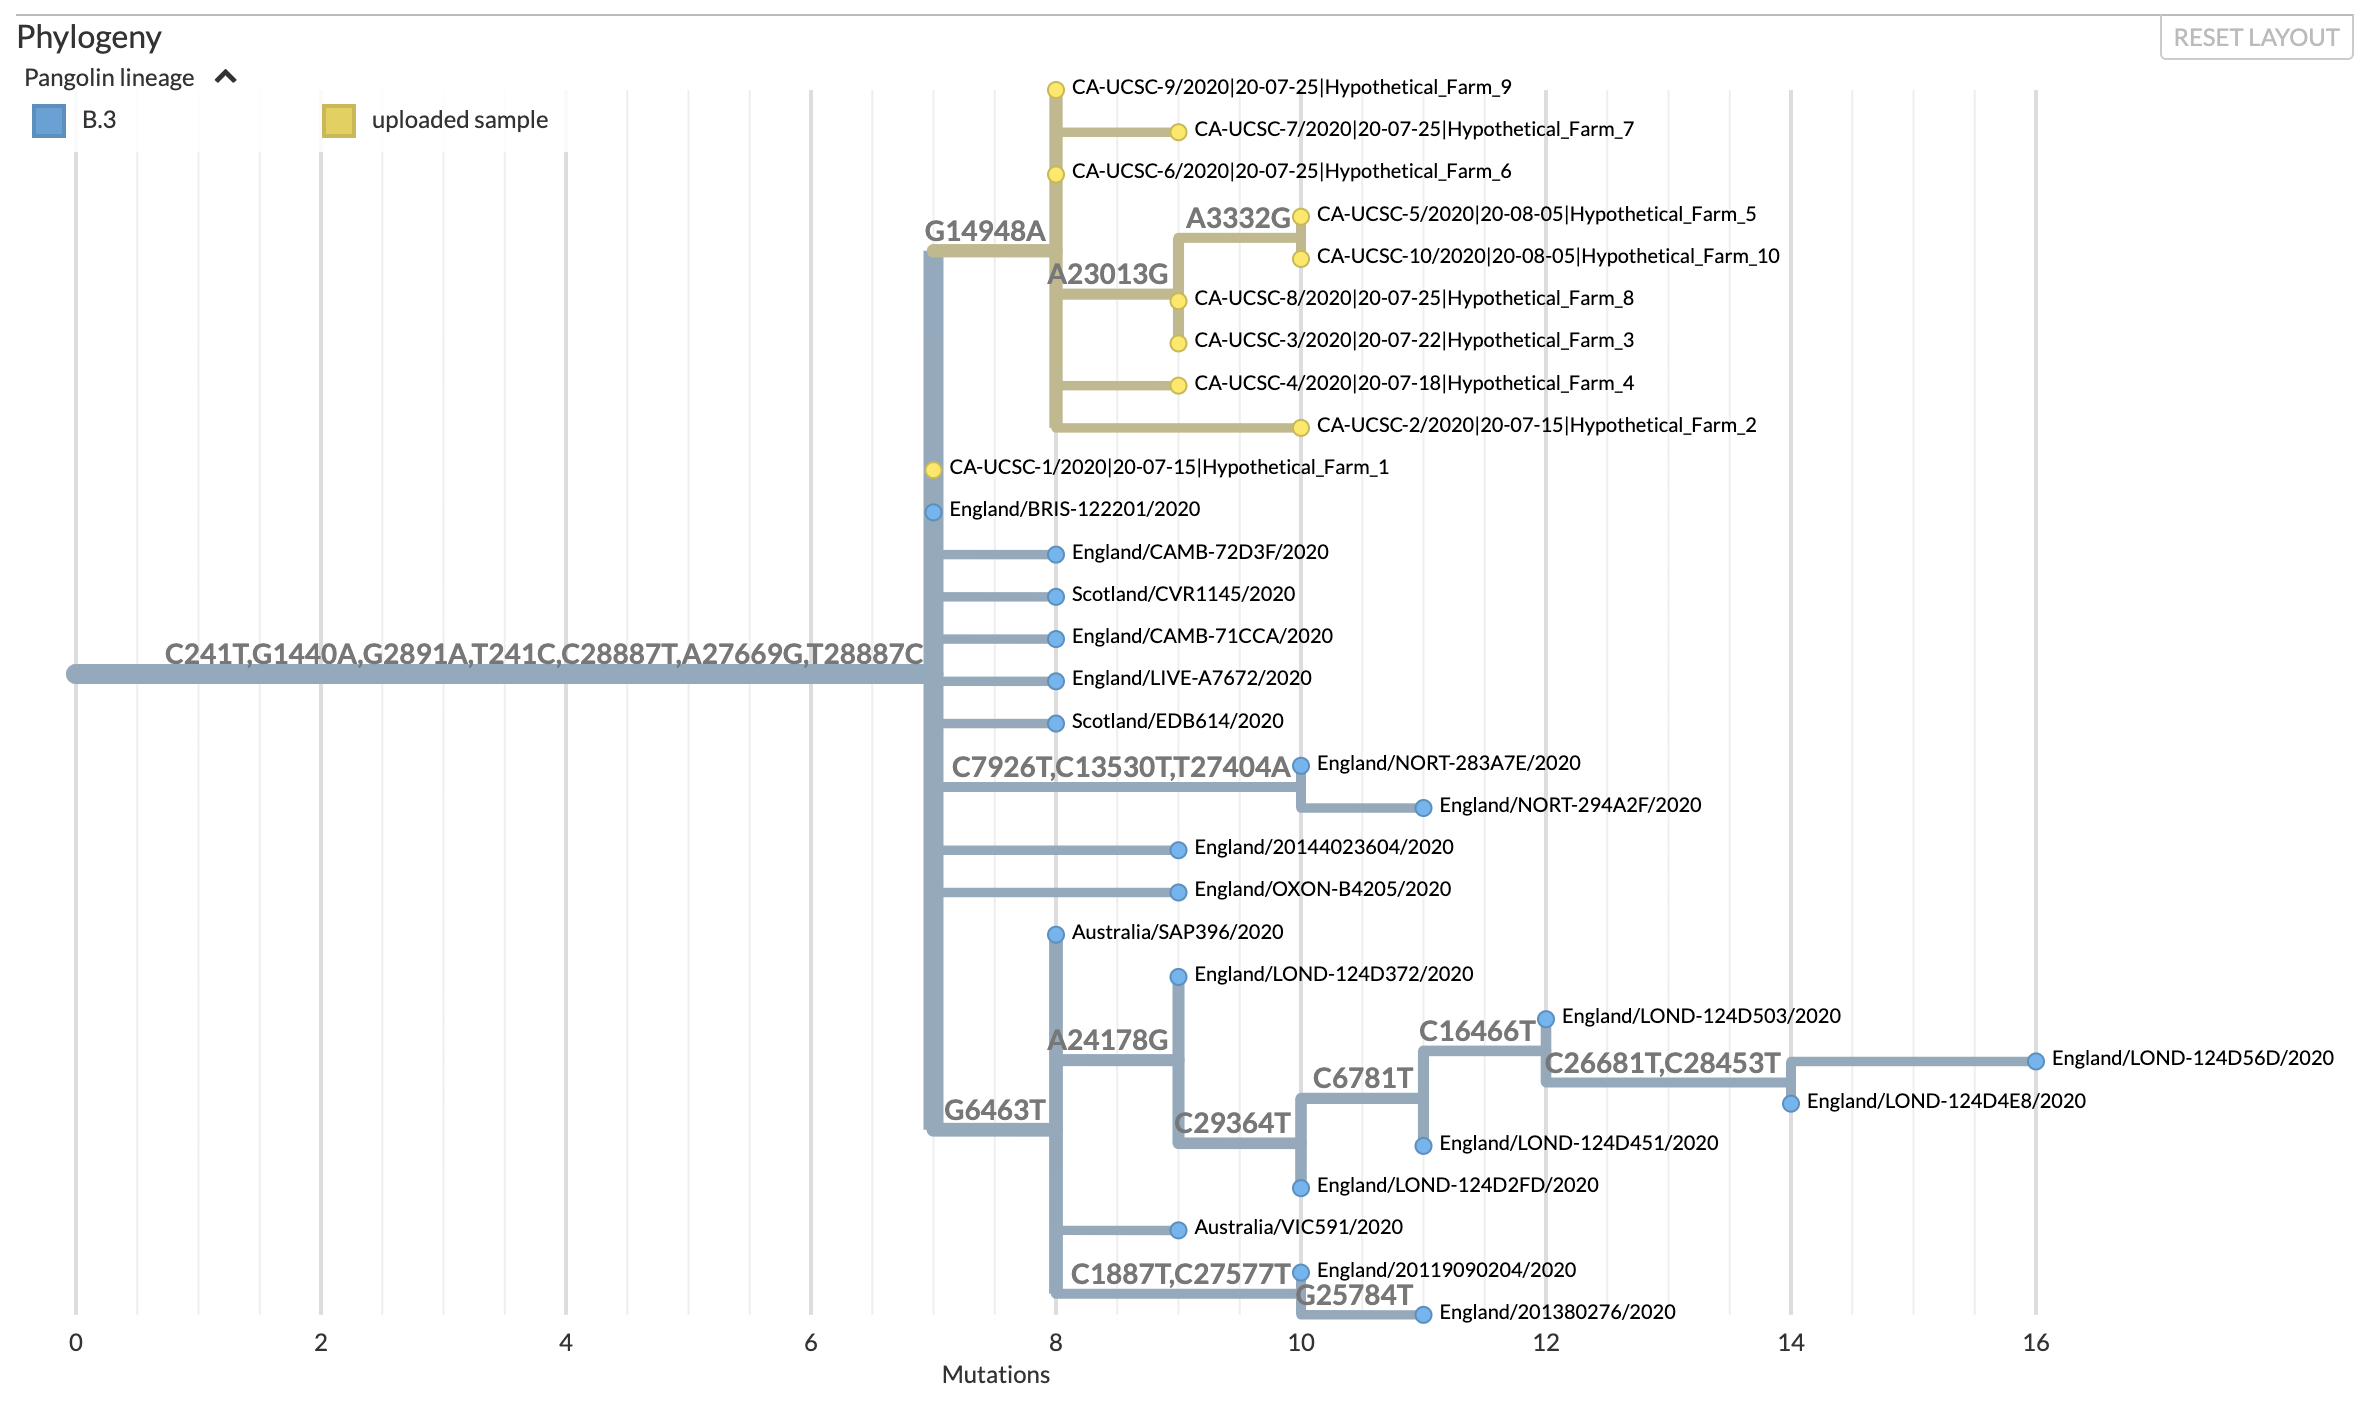 Phylogeny
RESET LAYOUT
Pangolin lineage
B.3
uploaded sample
CA-UCSC-9/2020|20-07-25|Hypothetical_Farm_9
CA-UCSC-7/2020|20-07-25|Hypothetical_Farm_7
CA-UCSC-6/2020|20-07-25|Hypothetical_Farm_6
A3332G
CA-UCSC-5/2020|20-08-05|Hypothetical_Farm_5
G14948A
CA-UCSC-10/2020|20-08-05|Hypothetical_Farm_10
A23013G
CA-UCSC-8/2020|20-07-25|Hypothetical_Farm_8
CA-UCSC-3/2020|20-07-22|Hypothetical_Farm_3
CA-UCSC-4/2020|20-07-18|Hypothetical_Farm_4
CA-UCSC-2/2020|20-07-15|Hypothetical_Farm_2
CA-UCSC-1/2020|20-07-15|Hypothetical_Farm_1
England/BRIS-122201/2020
England/CAMB-72D3F/2020
Scotland/CVR1145/2020
England/CAMB-71CCA/2020
C241T,G1440A,G2891A,T241C,C28887T,A27669G,T28887C
England/LIVE-A7672/2020
Scotland/EDB614/2020
C7926T,C13530T,T27404A
England/NORT-283A7E/2020
England/NORT-294A2F/2020
England/20144023604/2020
England/OXON-B4205/2020
Australia/SAP396/2020
England/LOND-124D372/2020
England/LOND-124D503/2020
C16466T
A24178G
C26681T,C28453T
England/LOND-124D56D/2020
C6781T
England/LOND-124D4E8/2020
G6463T
C29364T
England/LOND-124D451/2020
England/LOND-124D2FD/2020
Australia/VIC591/2020
C1887T,C27577T
England/20119090204/2020
G25784T
England/201380276/2020
0 2 4 6 8 10 12 14 16
Mutations